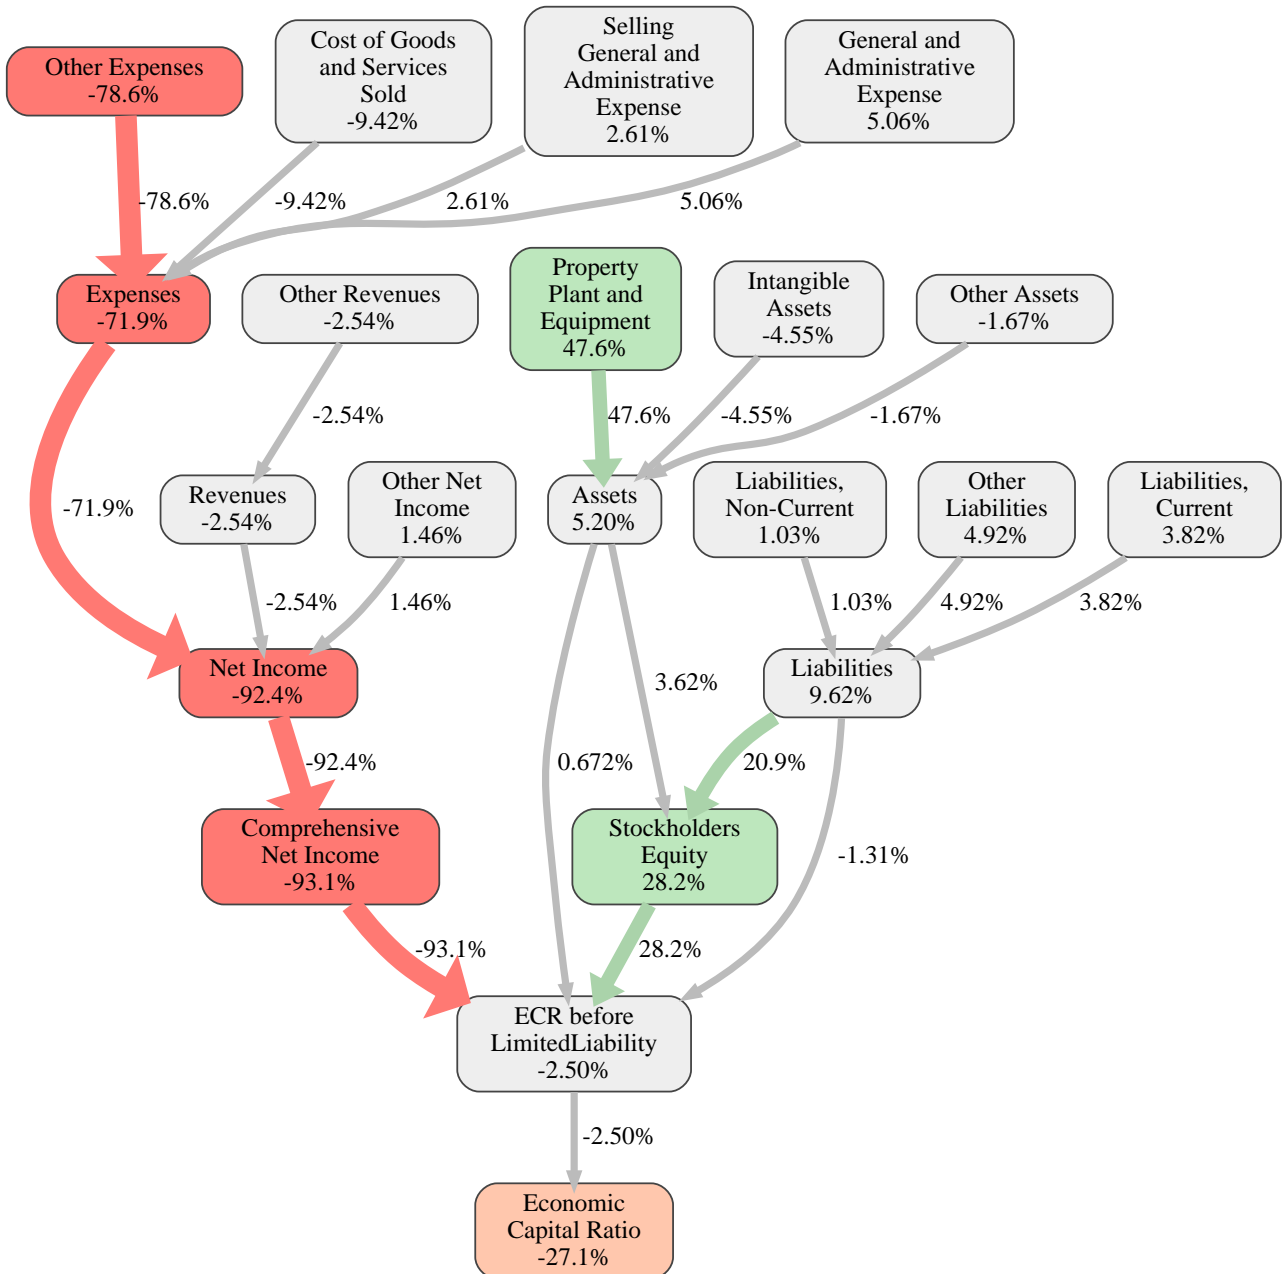 Other Expenses
-78.6%
Cost of Goods
and Services
Sold
-9.42%
Selling
General and
Administrative
Expense
2.61%
General and
Administrative
Expense
5.06%
-78.6%
-9.42%
2.61%
5.06%
Expenses
-71.9%
Other Revenues
-2.54%
Property
Plant and
Equipment
47.6%
Intangible
Assets
-4.55%
Other Assets
-1.67%
-2.54%
47.6%
-4.55%
-1.67%
-71.9%
Revenues
-2.54%
Other Net
Income
1.46%
Assets
5.20%
Liabilities,
Non-Current
1.03%
Other
Liabilities
4.92%
Liabilities,
Current
3.82%
-2.54%
1.46%
1.03%
4.92%
3.82%
Net Income
-92.4%
3.62%
Liabilities
9.62%
-92.4%
0.672%
20.9%
Comprehensive
Net Income
-93.1%
Stockholders
Equity
28.2%
-1.31%
-93.1%
28.2%
ECR before
LimitedLiability
-2.50%
-2.50%
Economic
Capital Ratio
-27.1%